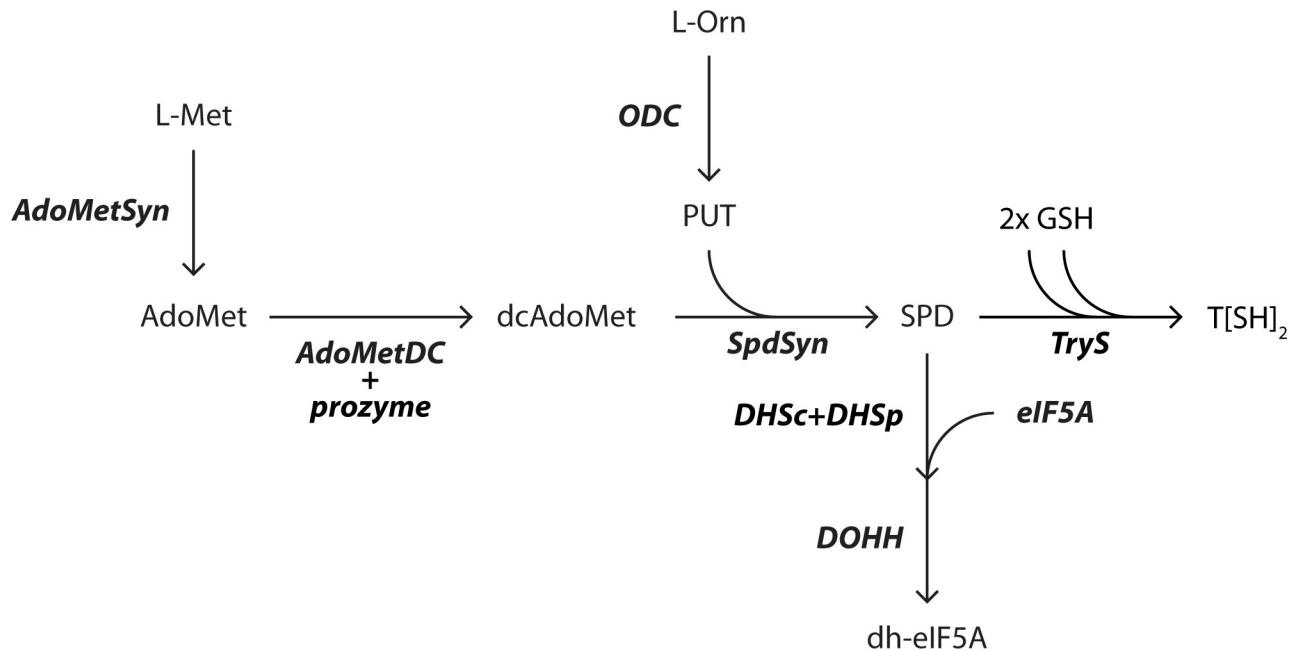 L-Orn
L-Met
ODC
AdoMetSyn
PUT
2x GSH
AdoMet
dcAdoMet
SPD
T[SH]2
AdoMetDC
+
prozyme
SpdSyn
TryS
DHSc+DHSp
eIF5A
DOHH
dh-eIF5A